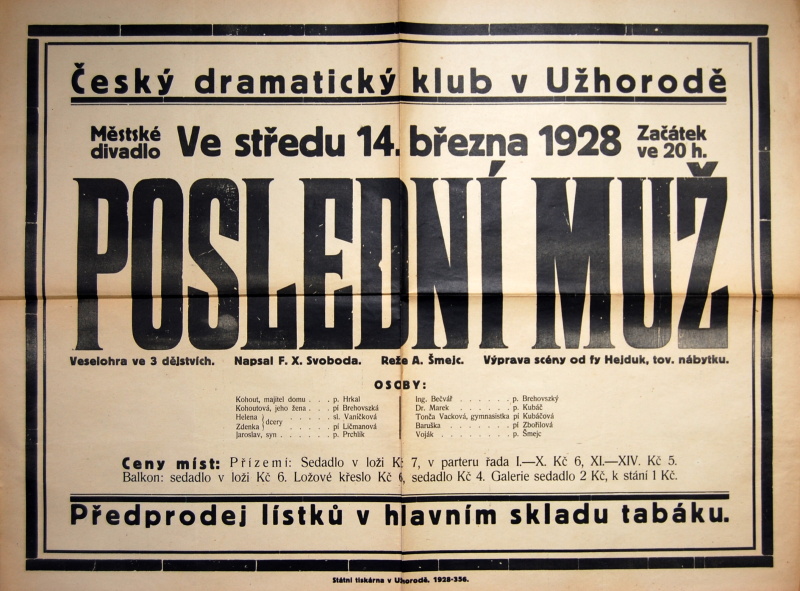 Český dramatický klub v Užhorodě
Městské
divadlo
Ve středu 14. března 1928
Začátek
ve 20 h.
POSLEDNÍ MUŽ
Veselohra ve 3 dějstvích. Napsal F. X. Svoboda. Reže A. Šmejc. Výprava scény od fy Hejduk, tov. nábytku.
OSOBY:
Kohout, majitel domu . . . p. Hrkal
Kohoutová, jeho žena . . . pí Brehovszká
Helena } dcery . . . . . . sl. Vaničková
Zdenka } dcery . . . . . . pí Ličmanová
Jaroslav, syn . . . . . . . p. Prchlík
Ing. Bečvář . . . . . . p. Brehovszký
Dr. Marek . . . . . . p. Kubáč
Tonča Vacková, gymnasistka pí Kubáčová
Baruška . . . . . . . pí Zbořilová
Voják . . . . . . . . p. Šmejc
Ceny míst: Přízemí: Sedadlo v loži Kč 7, v parteru řada I.—X. Kč 6, XI.—XIV. Kč 5.
Balkon: sedadlo v loži Kč 6. Ložové křeslo Kč 6, sedadlo Kč 4. Galerie sedadlo 2 Kč, k stání 1 Kč.
Předprodej lístků v hlavním skladu tabáku.
Státní tiskárna v Užhorodě. 1928-356.